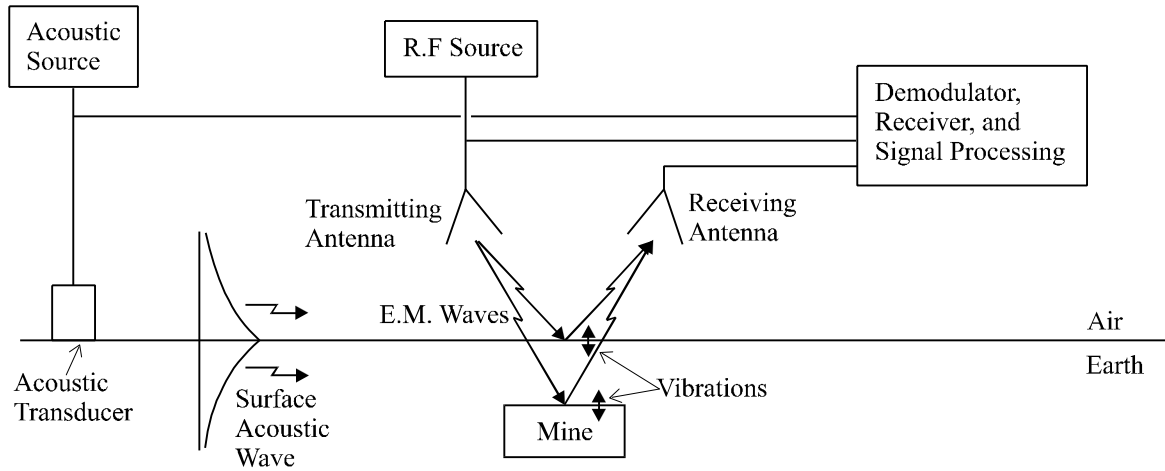 Acoustic
Source
R.F Source
Demodulator,
Receiver, and
Signal Processing
Transmitting
Antenna
Receiving
Antenna
E.M. Waves
Air
Earth
Acoustic
Transducer
Surface
Acoustic
Wave
Vibrations
Mine